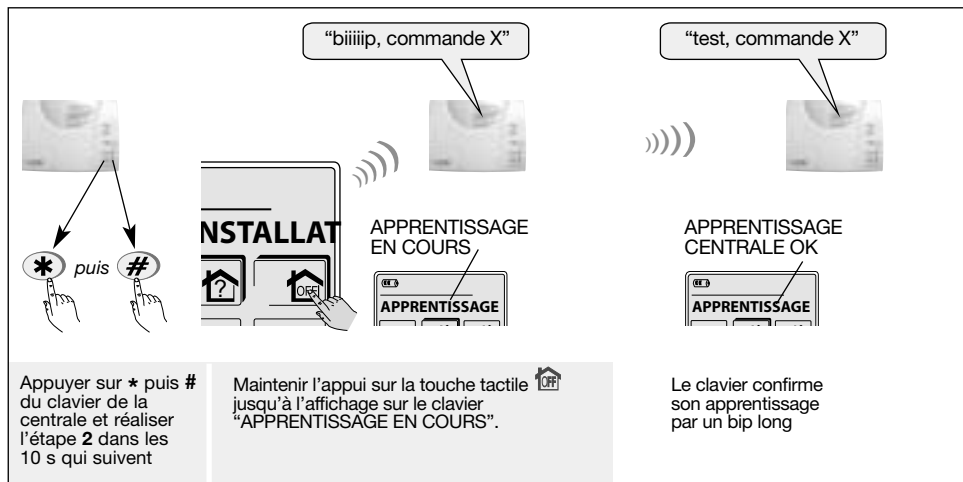 “biiiiip, commande X”
“test, commande X”
* puis #
NSTALLAT
?
OFF
APPRENTISSAGE
EN COURS
APPRENTISSAGE
APPRENTISSAGE
CENTRALE OK
APPRENTISSAGE
Appuyer sur * puis #
du clavier de la
centrale et réaliser
l’étape 2 dans les
10 s qui suivent
Maintenir l’appui sur la touche tactile OFF
jusqu’à l’affichage sur le clavier
“APPRENTISSAGE EN COURS”.
Le clavier confirme
son apprentissage
par un bip long